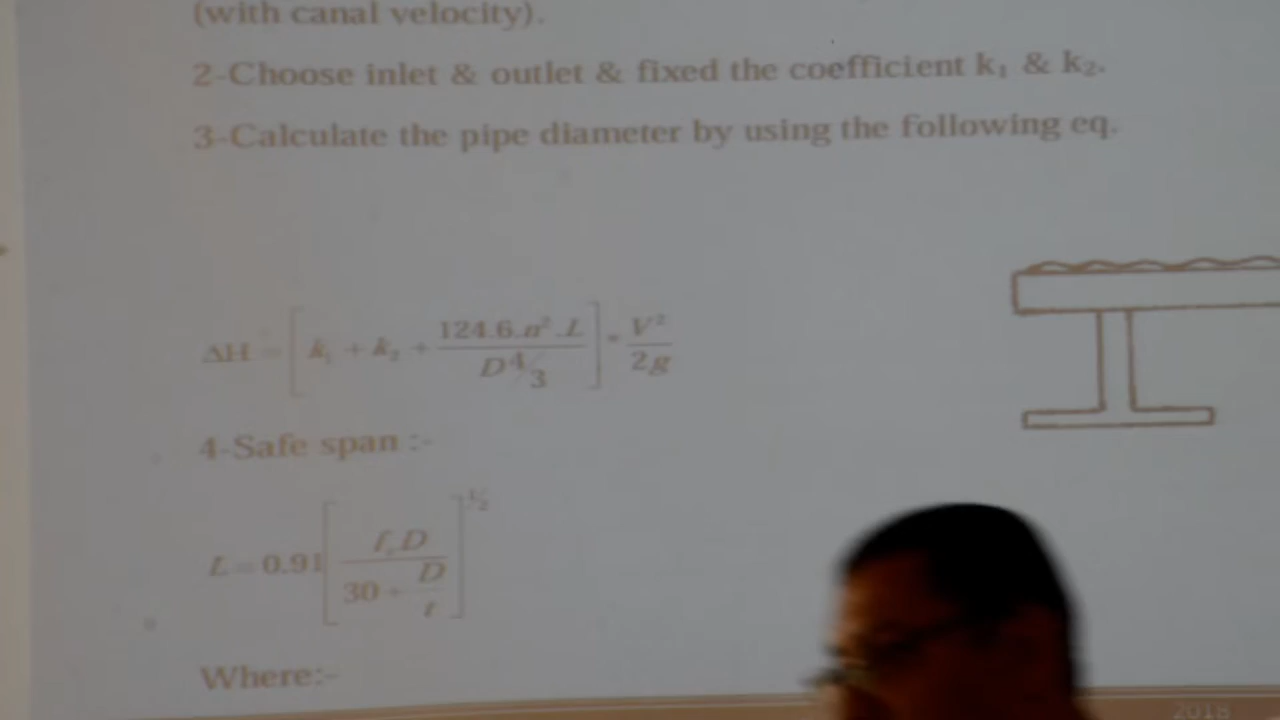 (with canal velocity).
2-Choose inlet & outlet & fixed the coefficient k₁ & k₂.
3-Calculate the pipe diameter by using the following eq.
ΔH = [k₁ + k₂ + 124.6.n².L / D^4/3] * V²/2g
4-Safe span :-
L = 0.91 [f_s D / (30 + D/t)]^½
Where:-
2018